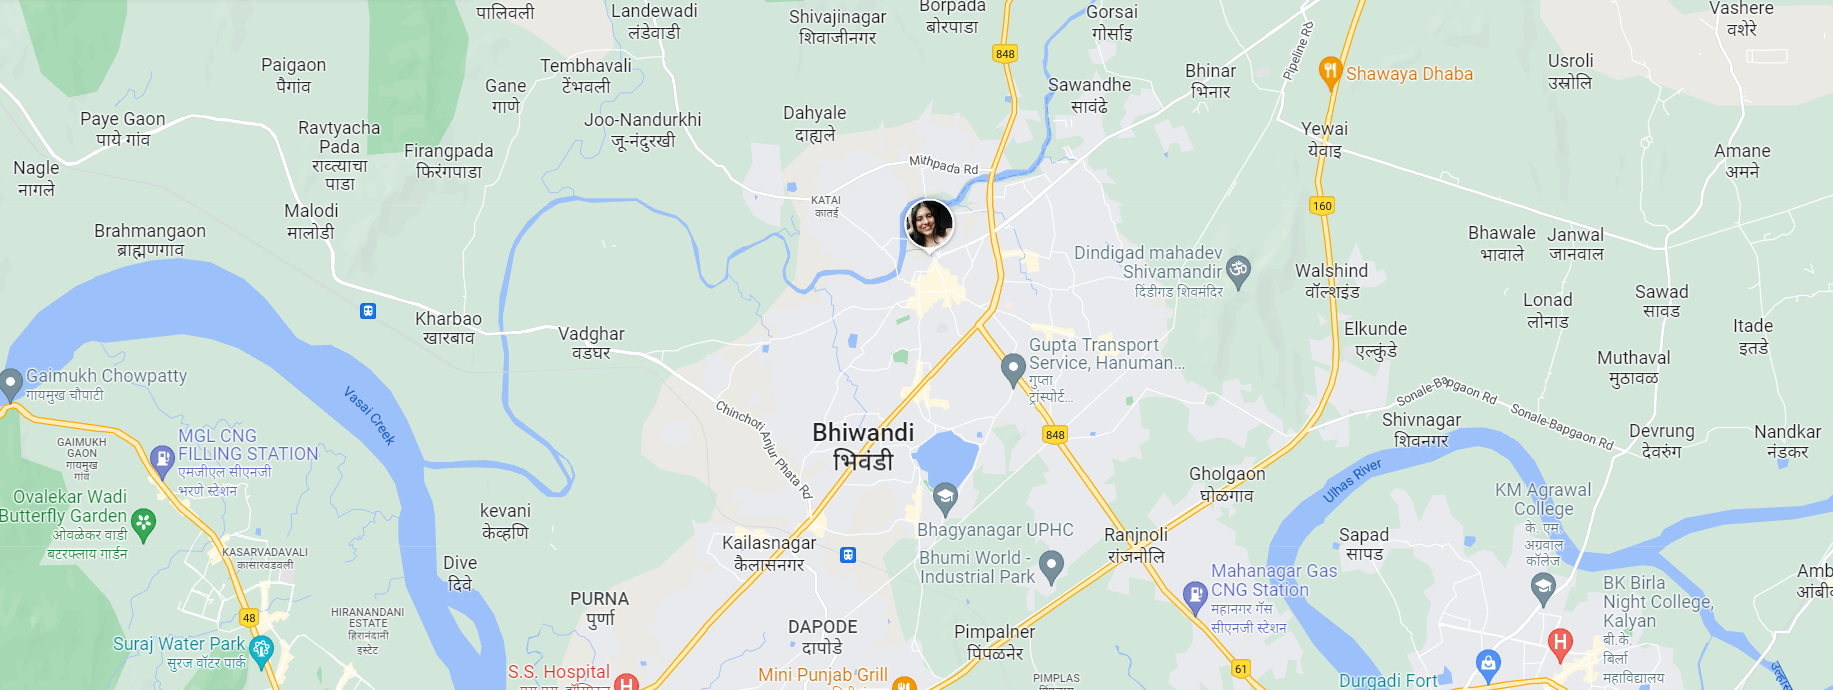 पालिवली
Landewadi
लंडेवाडी
Shivajinagar
शिवाजीनगर
Borpada
बोरपाडा
Gorsai
गोर्साइ
Vashere
वशेरे
848
Pipeline Rd
Shawaya Dhaba
Paigaon
पैगांव
Gane
गाणे
Tembhavali
टेंभवली
Sawandhe
सावंढे
Bhinar
भिनार
Usroli
उस्रोलि
Paye Gaon
पाये गांव
Ravtyacha
Pada
रावत्याचा
पाडा
Firangpada
फिरंगपाडा
Joo-Nandurkhi
जू-नंदुरखी
Dahyale
दाह्यले
Yewai
येवाइ
Amane
अमने
Nagle
नागले
Mithpada Rd
KATAI
कातई
160
Malodi
मालोडी
Brahmangaon
ब्राह्मणगाव
Bhawale
भावाले
Janwal
जानवाल
Dindigad mahadev
Shivamandir
दिंडीगड शिवमंदिर
Walshind
वॉल्शइंड
Lonad
लोनाड
Sawad
सावड
Kharbao
खारबाव
Vadghar
वडघर
Elkunde
एल्कुंडे
Itade
इतडे
Gupta Transport
Service, Hanuman...
गुप्ता
ट्रांस्पोर्ट...
Muthaval
मुठावळ
Gaimukh Chowpatty
गायमुख चौपाटी
Vasai Creek
Chinchoti Anjur Phata Rd
Sonale-Bapgaon Rd
Sonale-Bapgaon Rd
Shivnagar
शिवनगर
Devrung
देवरुंग
Nandkar
नंडकर
Bhiwandi
भिवंडी
848
GAIMUKH
GAON
गायमुख
गांव
MGL CNG
FILLING STATION
एमजीएल सीएनजी
भरणे स्टेशन
Gholgaon
घोळगाव
Ulhas River
KM Agrawal
College
के. एम.
अग्रवाल
कॉलेज
Ovalekar Wadi
Butterfly Garden
ओवळेकर वाडी
बटरफ्लाय गार्डन
kevani
केव्हणि
Bhagyanagar UPHC
Ranjnoli
रांजनोलि
Sapad
सापड
KASARVADAVALI
कासारवडवली
Kailasnagar
कैलासनगर
Bhumi World -
Industrial Park
Dive
दिवे
Mahanagar Gas
CNG Station
महानगर गॅस
सीएनजी स्टेशन
BK Birla
Night College,
Kalyan
बी.के.
बिर्ला
महाविद्यालय
48
HIRANANDANI
ESTATE
हिरानंदानी
इस्टेट
PURNA
पुर्णा
DAPODE
दापोडे
Pimpalner
पिंपळनेर
Suraj Water Park
सुरज वॉटर पार्क
S.S. Hospital
Mini Punjab Grill
PIMPLAS
61
Durgadi Fort